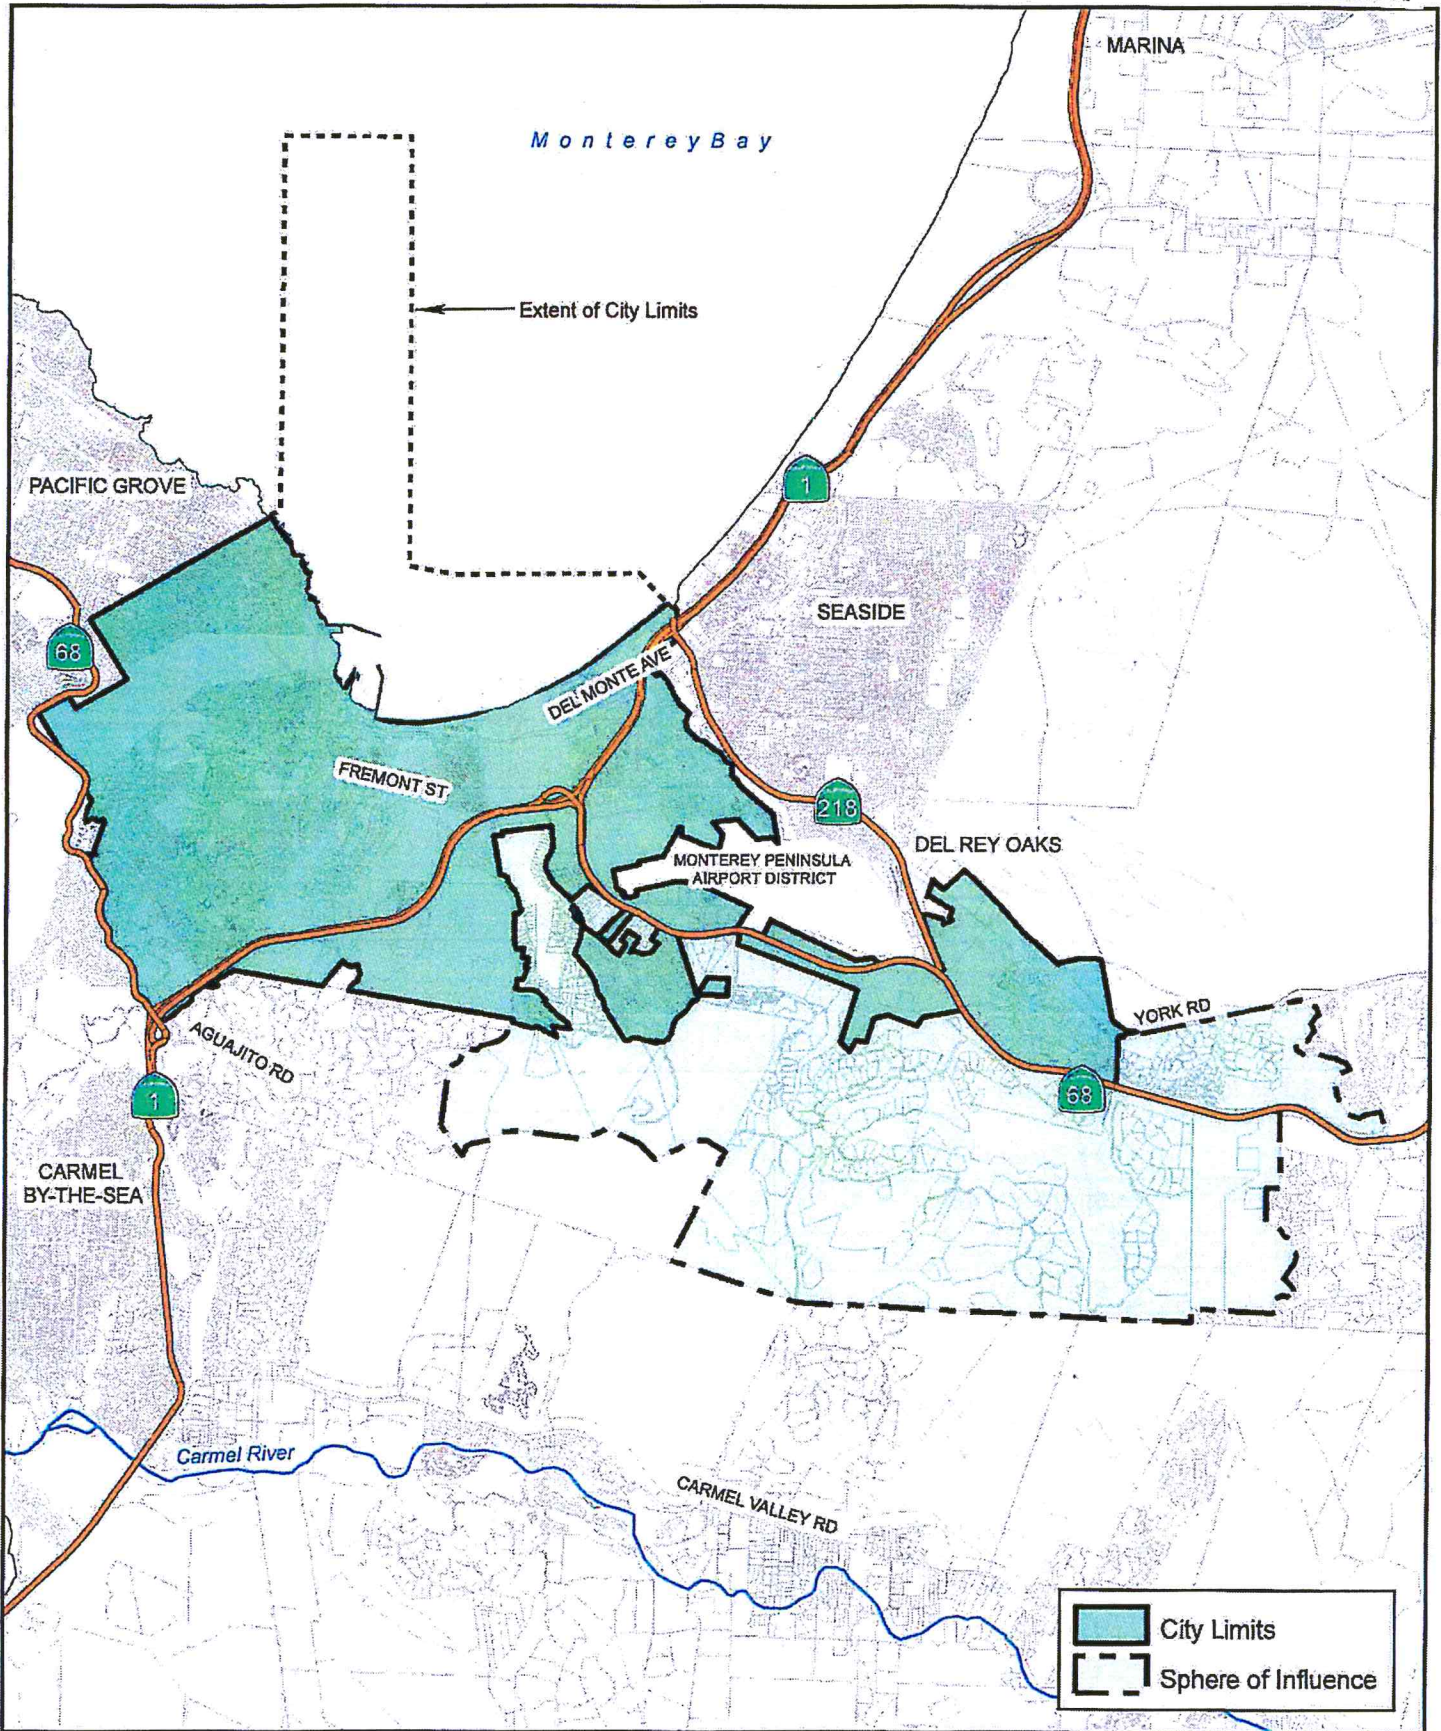 MARINA
MontereyBay
Extent of City Limits
PACIFIC GROVE
1
SEASIDE
68
DEL MONTE AVE
FREMONT ST
218
DEL REY OAKS
MONTEREY PENINSULA
AIRPORT DISTRICT
YORK RD
AGUAJITO RD
1
68
CARMEL
BY-THE-SEA
Carmel River
CARMEL VALLEY RD
City Limits
Sphere of Influence